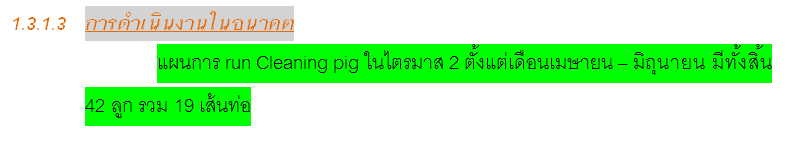 1.3.1.3 การดำเนินงานในอนาคต
แผนการ run Cleaning pig ในไตรมาส 2 ตั้งแต่เดือนเมษายน – มิถุนายน มีทั้งสิ้น
42 ลูก รวม 19 เส้นท่อ